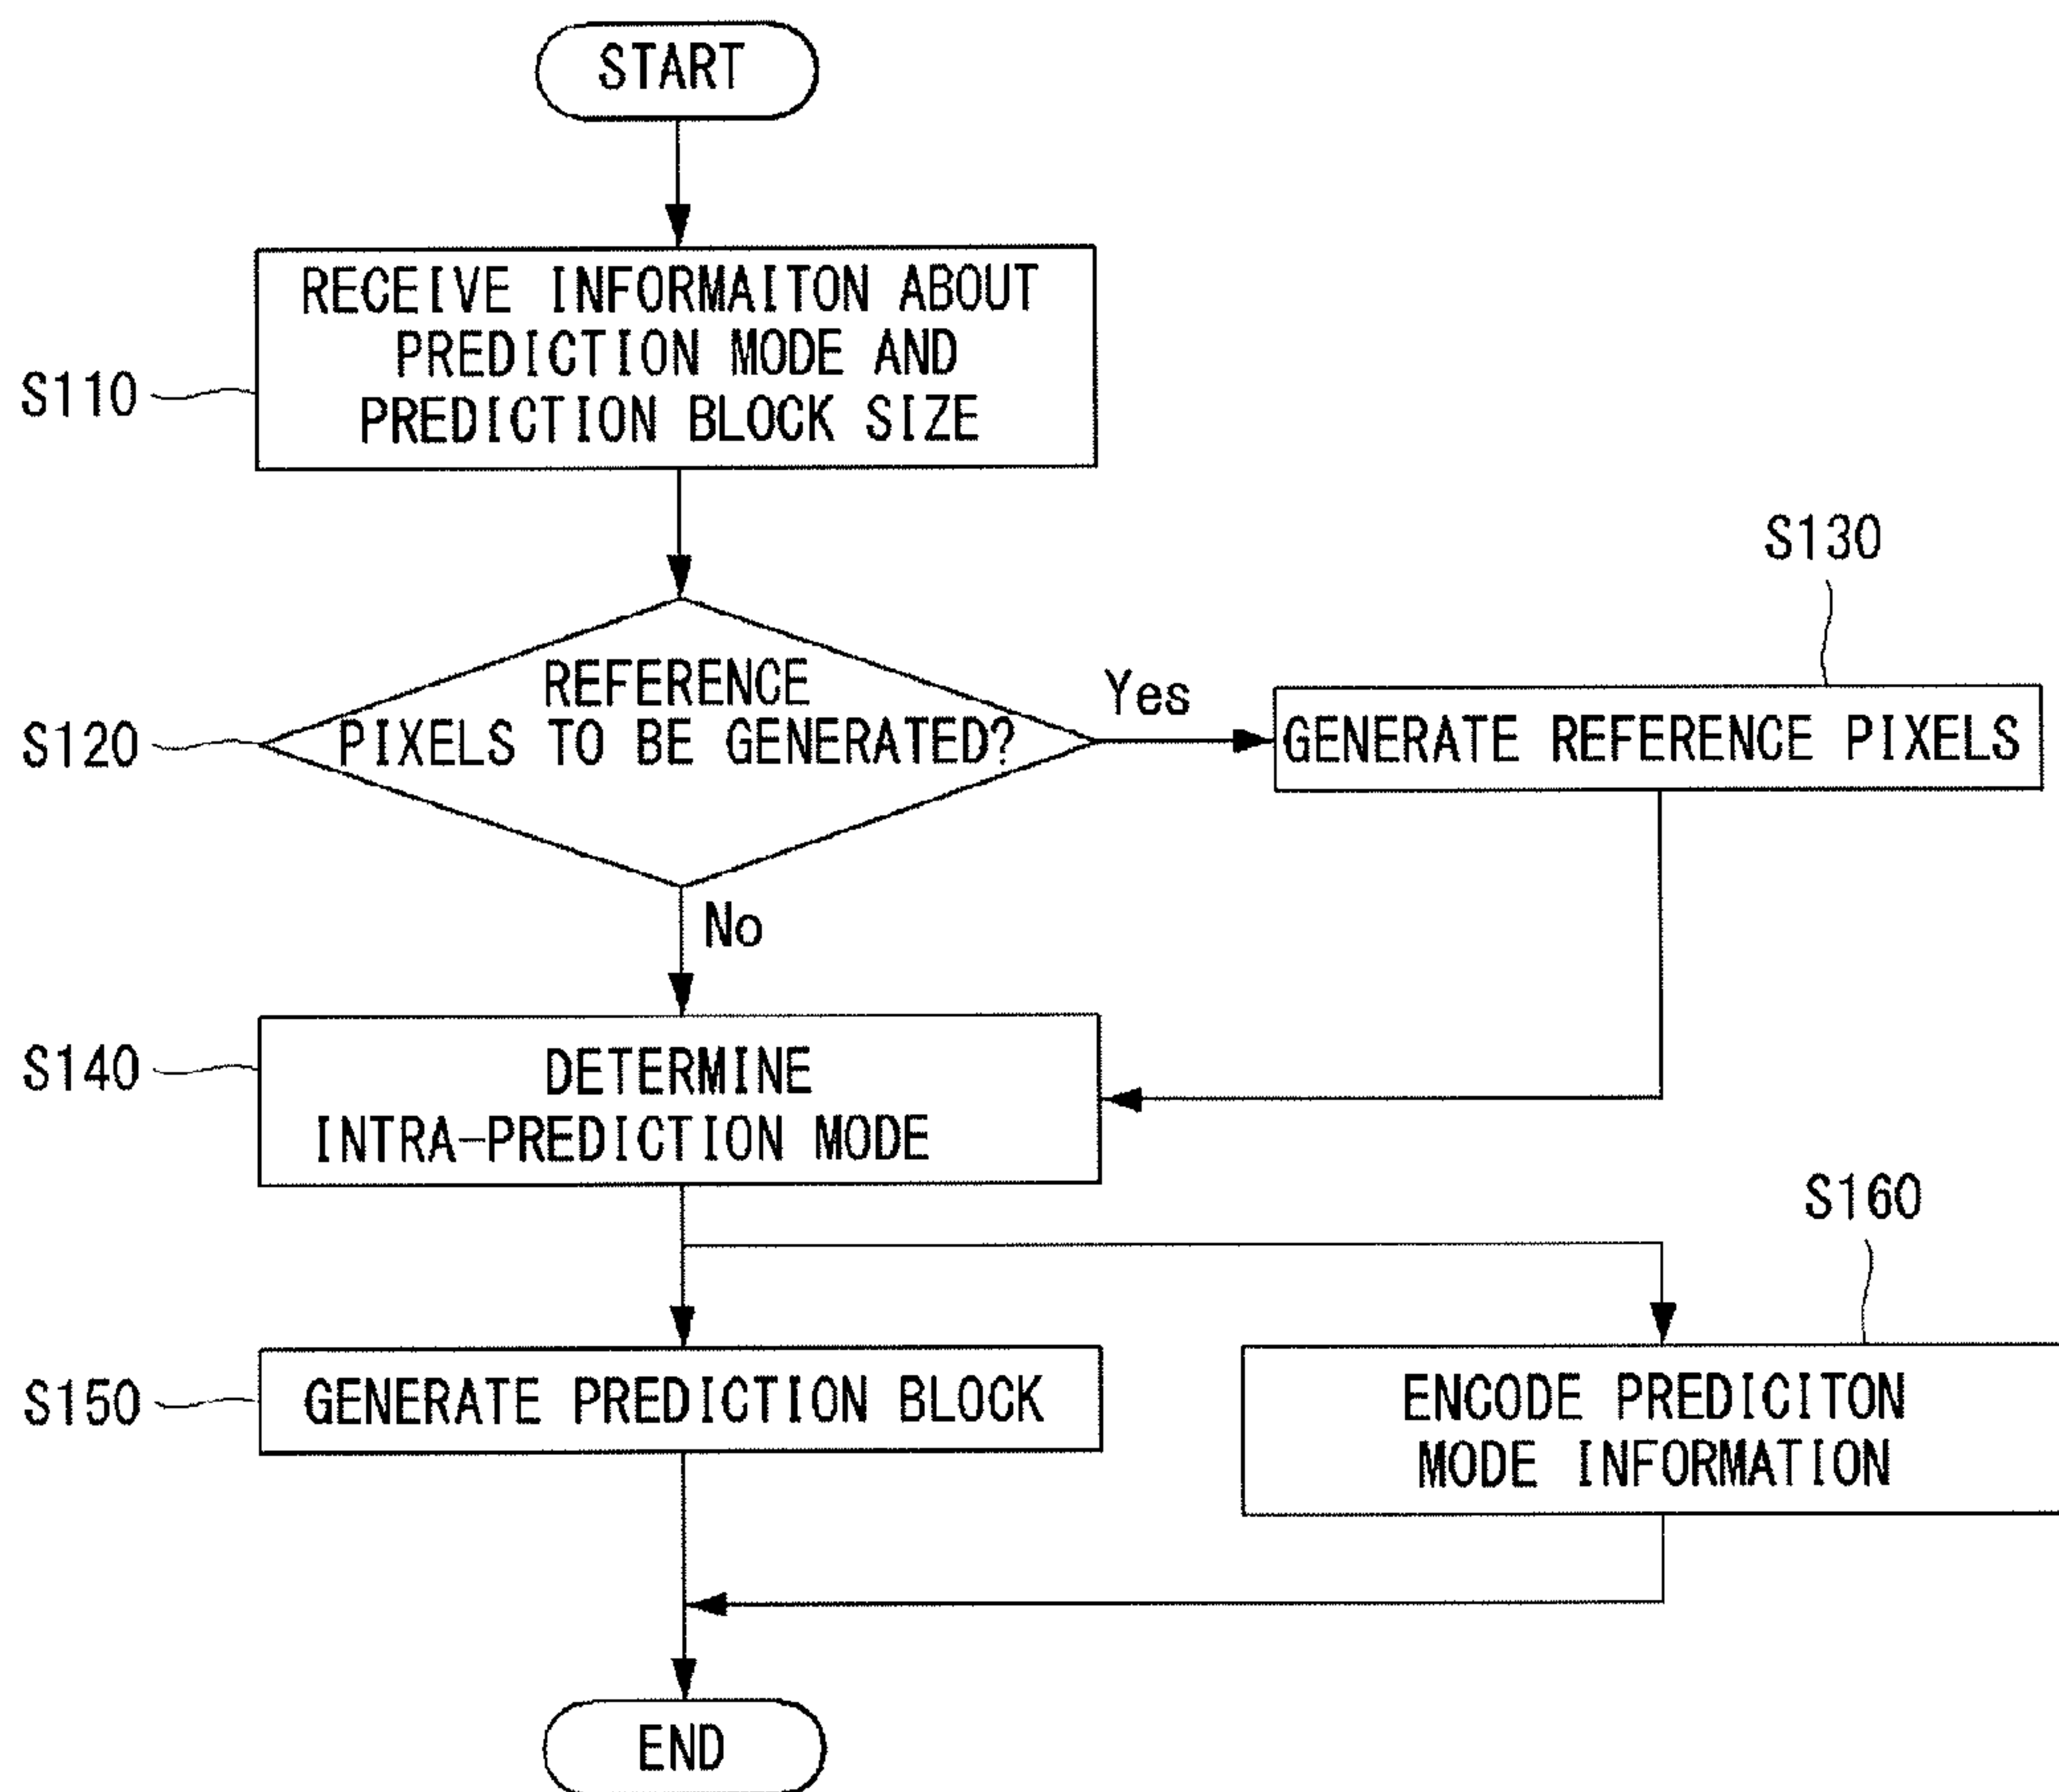 START
RECEIVE INFORMAITON ABOUT
PREDICTION MODE AND
PREDICTION BLOCK SIZE
S110
S130
REFERENCE
PIXELS TO BE GENERATED?
S120
Yes
GENERATE REFERENCE PIXELS
No
S140
DETERMINE
INTRA-PREDICTION MODE
S160
S150
GENERATE PREDICTION BLOCK
ENCODE PREDICITON
MODE INFORMATION
END